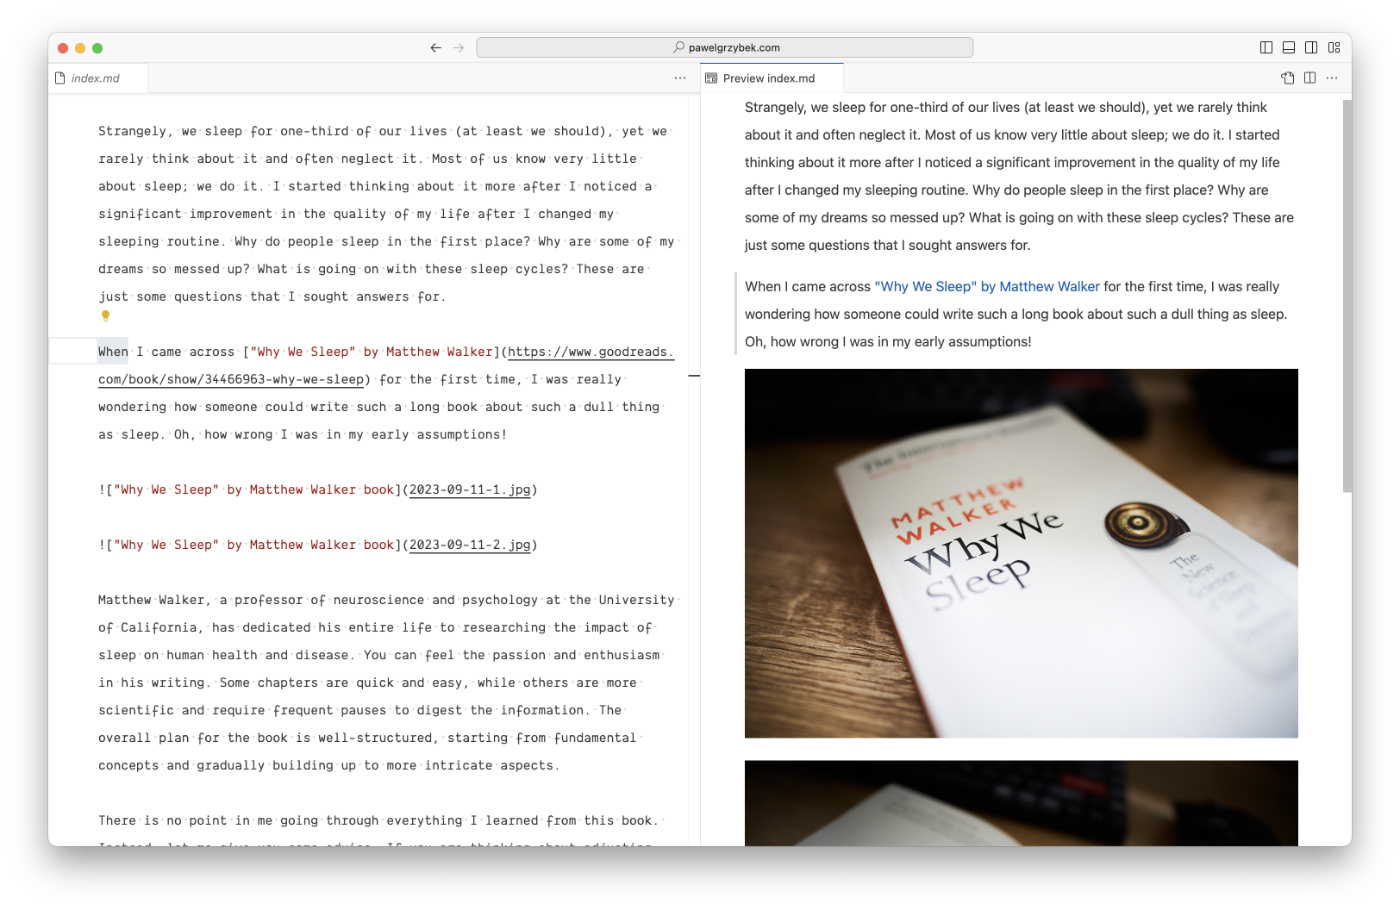 pawelgrzybek.com
index.md
Strangely, we sleep for one-third of our lives (at least we should), yet we
rarely think about it and often neglect it. Most of us know very little
about sleep; we do it. I started thinking about it more after I noticed a
significant improvement in the quality of my life after I changed my
sleeping routine. Why do people sleep in the first place? Why are some of my
dreams so messed up? What is going on with these sleep cycles? These are
just some questions that I sought answers for.
When I came across ["Why We Sleep" by Matthew Walker](https://www.goodreads.
com/book/show/34466963-why-we-sleep) for the first time, I was really
wondering how someone could write such a long book about such a dull thing
as sleep. Oh, how wrong I was in my early assumptions!
!["Why We Sleep" by Matthew Walker book](2023-09-11-1.jpg)
!["Why We Sleep" by Matthew Walker book](2023-09-11-2.jpg)
Matthew Walker, a professor of neuroscience and psychology at the University
of California, has dedicated his entire life to researching the impact of
sleep on human health and disease. You can feel the passion and enthusiasm
in his writing. Some chapters are quick and easy, while others are more
scientific and require frequent pauses to digest the information. The
overall plan for the book is well-structured, starting from fundamental
concepts and gradually building up to more intricate aspects.
There is no point in me going through everything I learned from this book.
Instead, let me give you some advice. If you are thinking about adjusting
Preview index.md
Strangely, we sleep for one-third of our lives (at least we should), yet we rarely think
about it and often neglect it. Most of us know very little about sleep; we do it. I started
thinking about it more after I noticed a significant improvement in the quality of my life
after I changed my sleeping routine. Why do people sleep in the first place? Why are
some of my dreams so messed up? What is going on with these sleep cycles? These are
just some questions that I sought answers for.
When I came across "Why We Sleep" by Matthew Walker for the first time, I was really
wondering how someone could write such a long book about such a dull thing as sleep.
Oh, how wrong I was in my early assumptions!
The International Bestseller
MATTHEW
WALKER
Why We
Sleep
The
New
Science
of Sleep
and